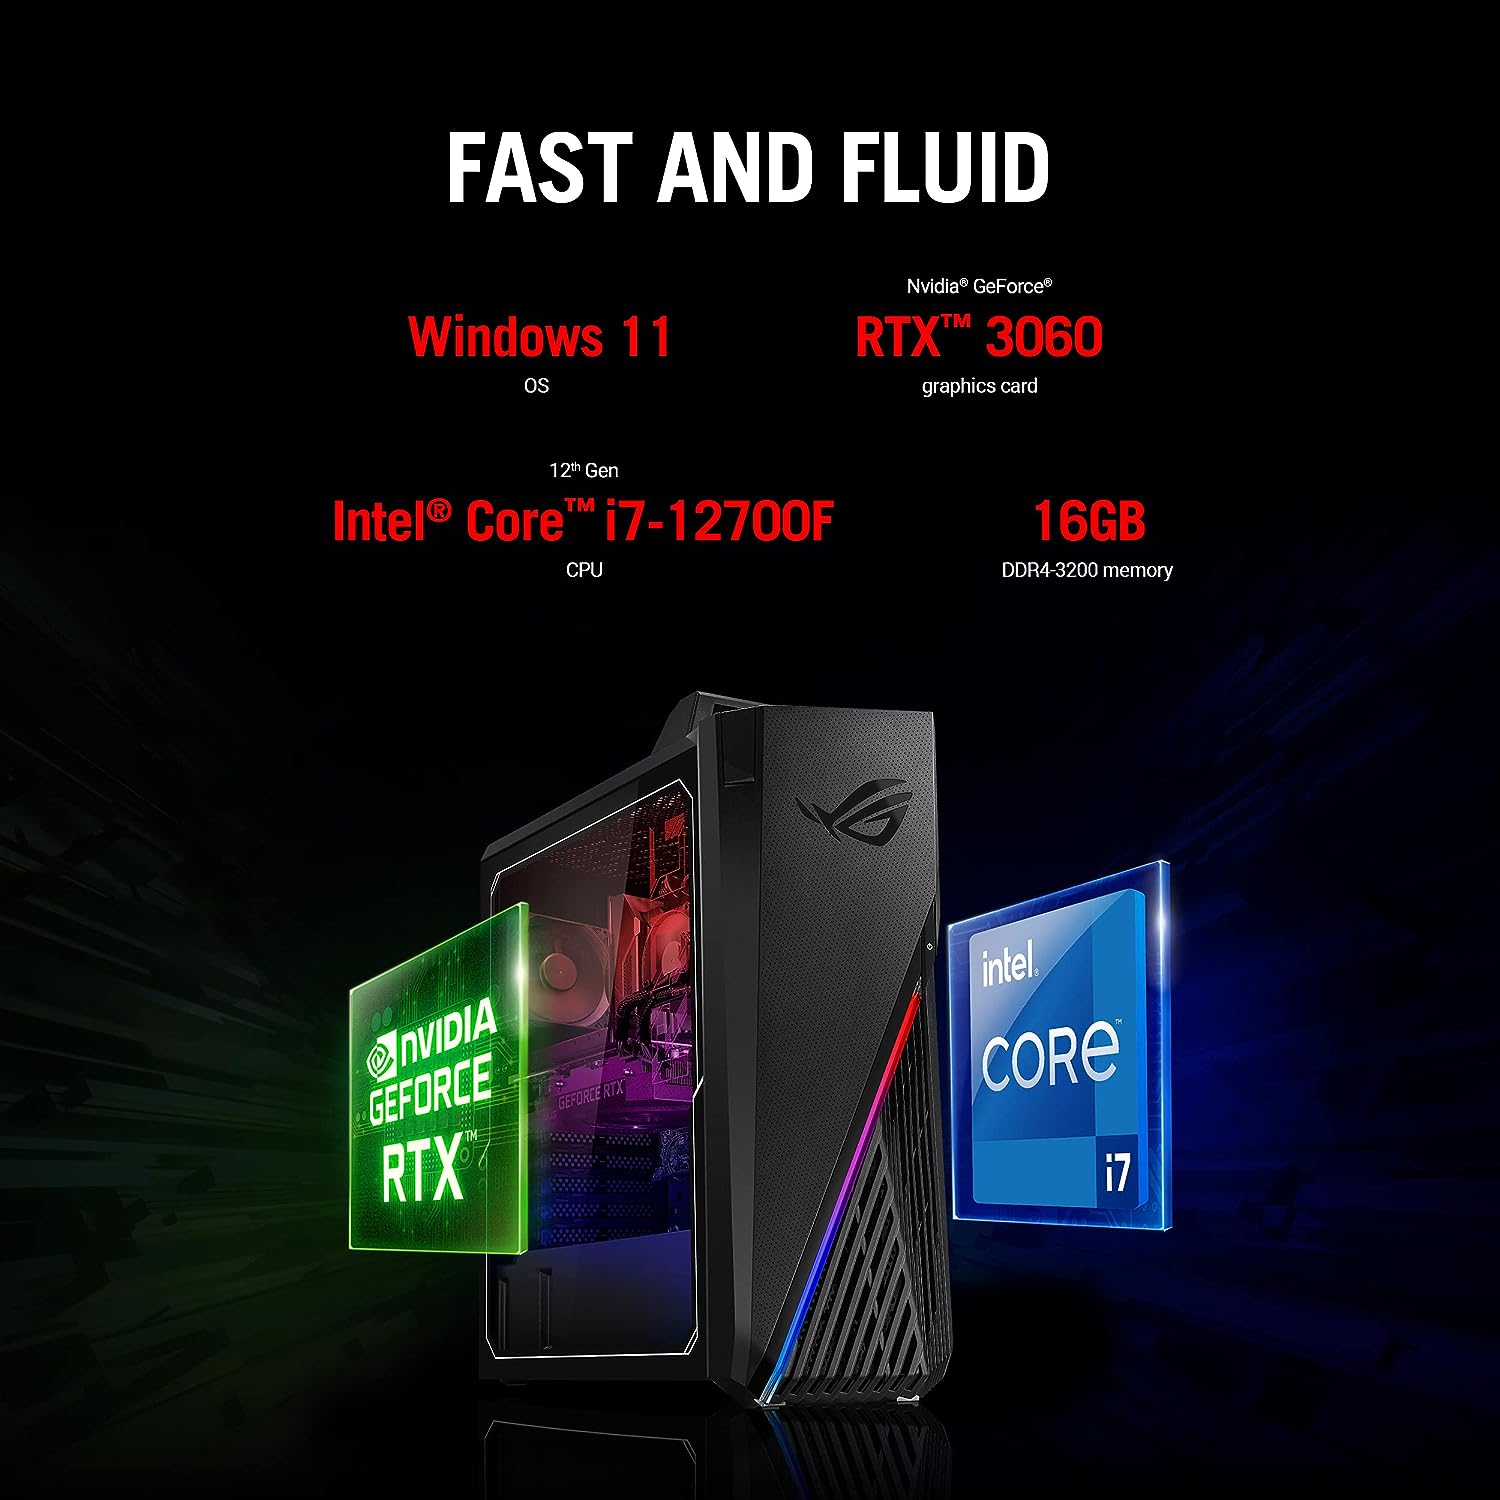 FAST AND FLUID
Windows 11
OS
Nvidia® GeForce®
RTX™ 3060
graphics card
12th Gen
Intel® Core™ i7-12700F
CPU
16GB
DDR4-3200 memory
NVIDIA
GEFORCE
RTX™
GEFORCE RTX
intel.
CORE™
i7